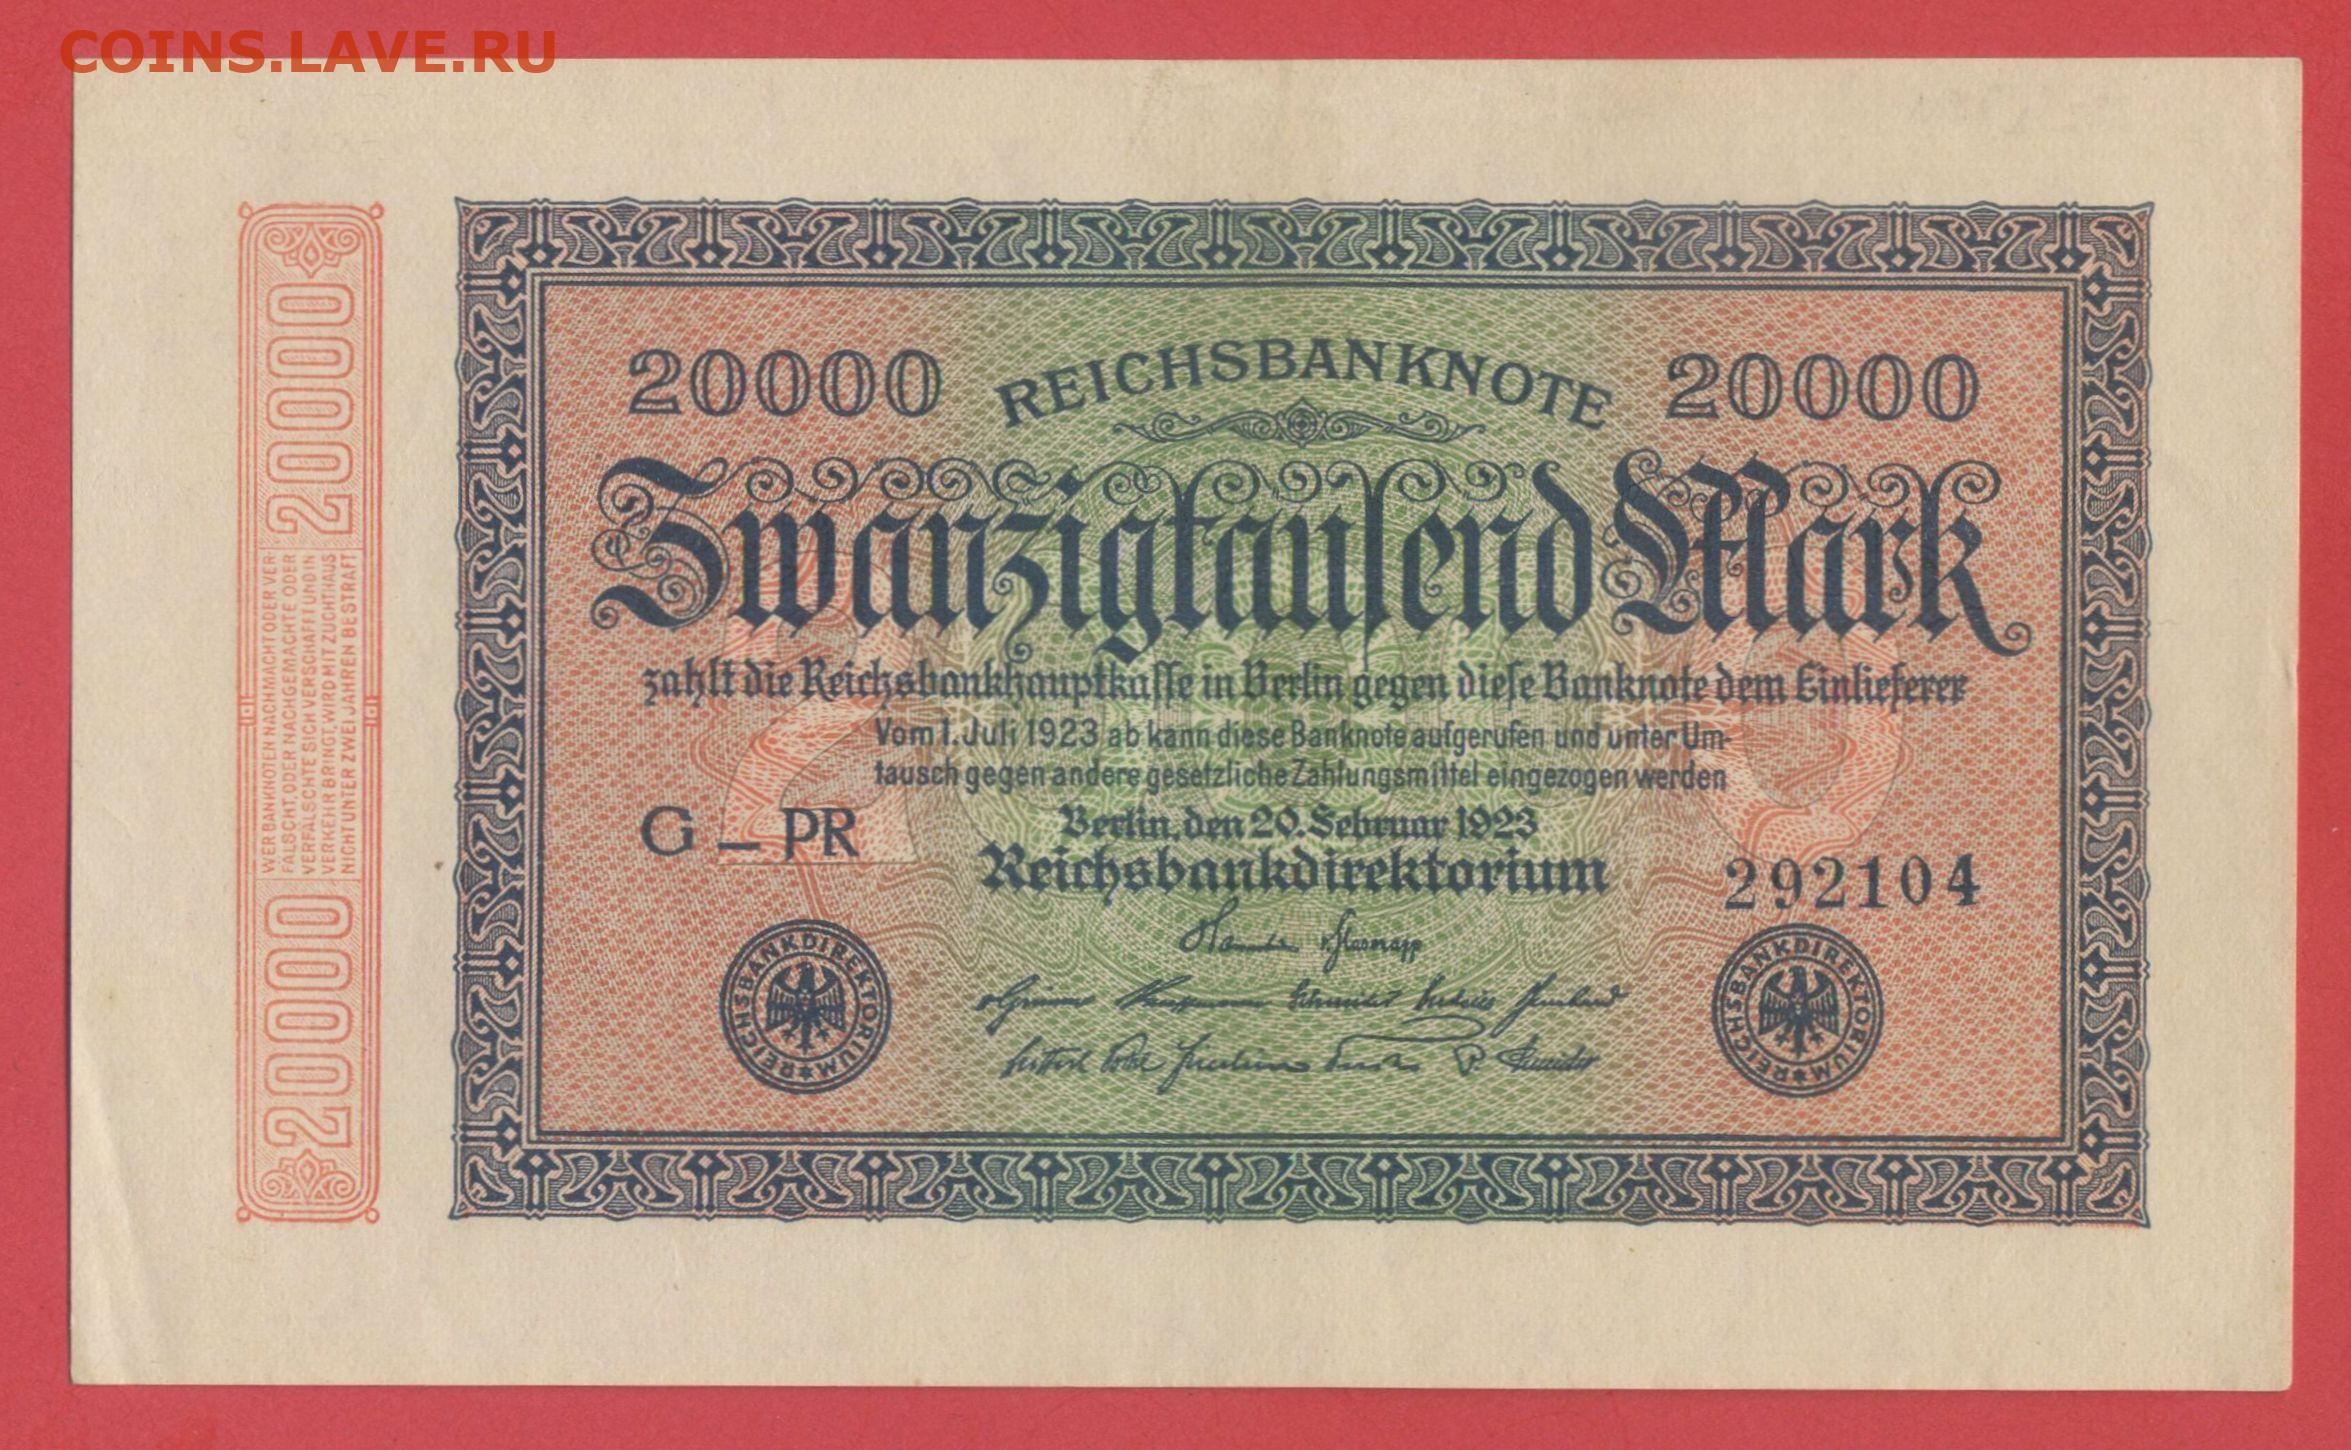 COINS.LAVE.RU
20000
WER BANKNOTEN NACHMACHT ODER VER-
FÄLSCHT, ODER NACHGEMACHTE ODER
VERFÄLSCHTE SICH VERSCHAFFT UND IN
VERKEHR BRINGT, WIRD MIT ZUCHTHAUS
NICHT UNTER ZWEI JAHREN BESTRAFT
20000
20000 REICHSBANKNOTE 20000
Zwanzigtausend Mark
zahlt die Reichsbankhauptkasse in Berlin gegen diese Banknote dem Einlieferer
Vom 1. Juli 1923 ab kann diese Banknote aufgerufen und unter Um-
tausch gegen andere gesetzliche Zahlungsmittel eingezogen werden
G – PR
Berlin, den 20. Februar 1923
Reichsbankdirektorium
292104
REICHSBANKDIREKTORIUM
REICHSBANKDIREKTORIUM